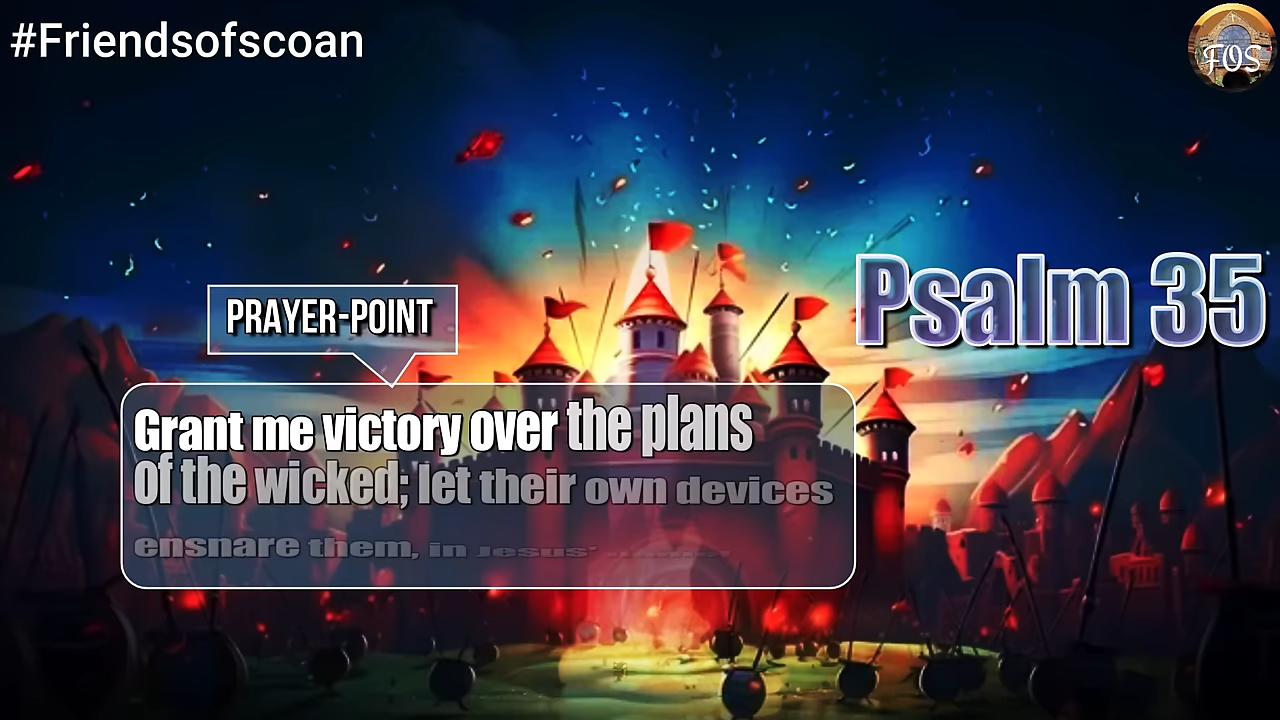 #Friendsofscoan
FOS
Psalm 35
PRAYER-POINT
Grant me victory over the plans
of the wicked; let their own devices
ensnare them, in Jesus'